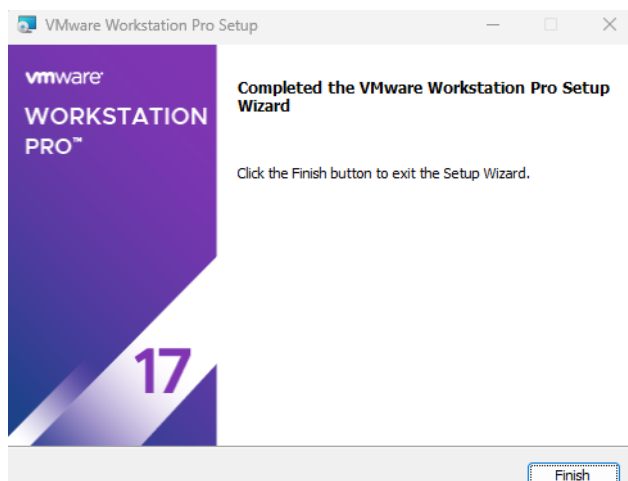 VMware Workstation Pro Setup
vmware®
WORKSTATION
PRO™
Completed the VMware Workstation Pro Setup
Wizard
Click the Finish button to exit the Setup Wizard.
17
Finish